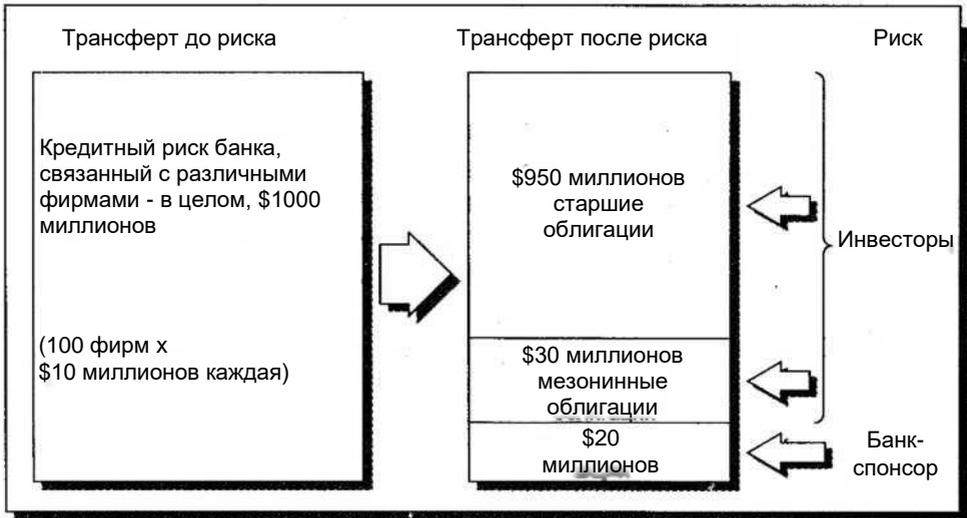 Трансферт до риска
Трансферт после риска
Риск
Кредитный риск банка,
связанный с различными
фирмами - в целом, $1000
миллионов
(100 фирм x
$10 миллионов каждая)
$950 миллионов
старшие
облигации
$30 миллионов
мезонинные
облигации
$20
миллионов
Инвесторы
Банк-
спонсор